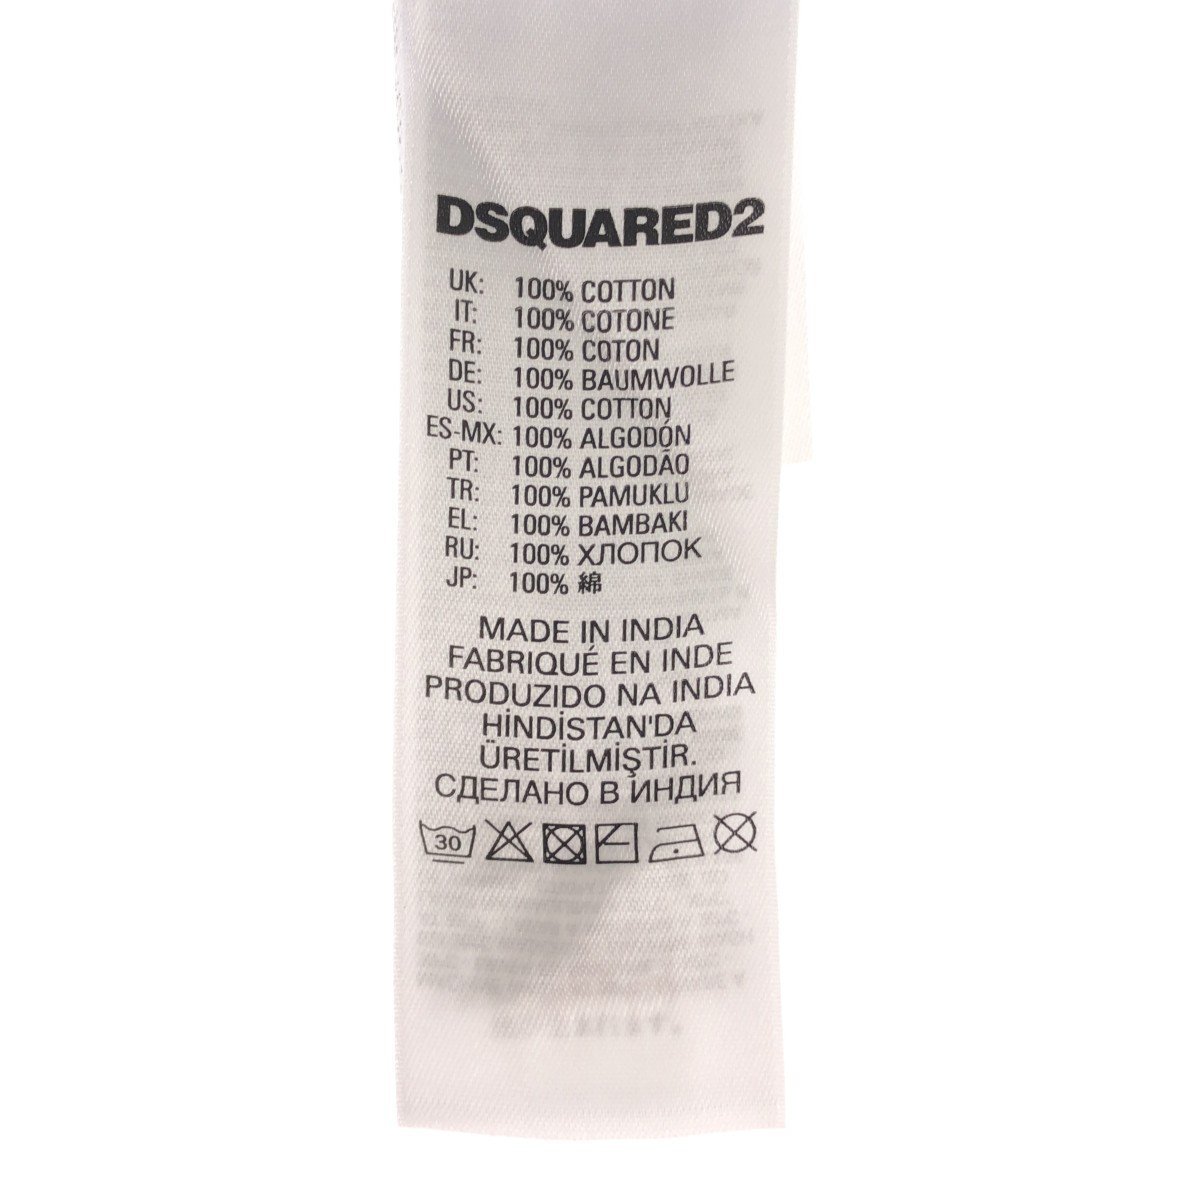 DSQUARED2
UK: 100% COTTON
IT: 100% COTONE
FR: 100% COTON
DE: 100% BAUMWOLLE
US: 100% COTTON
ES-MX: 100% ALGODÓN
PT: 100% ALGODÃO
TR: 100% PAMUKLU
EL: 100% BAMBAKI
RU: 100% ХЛОПОК
JP: 100% 綿
MADE IN INDIA
FABRIQUÉ EN INDE
PRODUZIDO NA INDIA
HİNDİSTAN'DA
ÜRETİLMİŞTİR.
СДЕЛАНО В ИНДИЯ
30